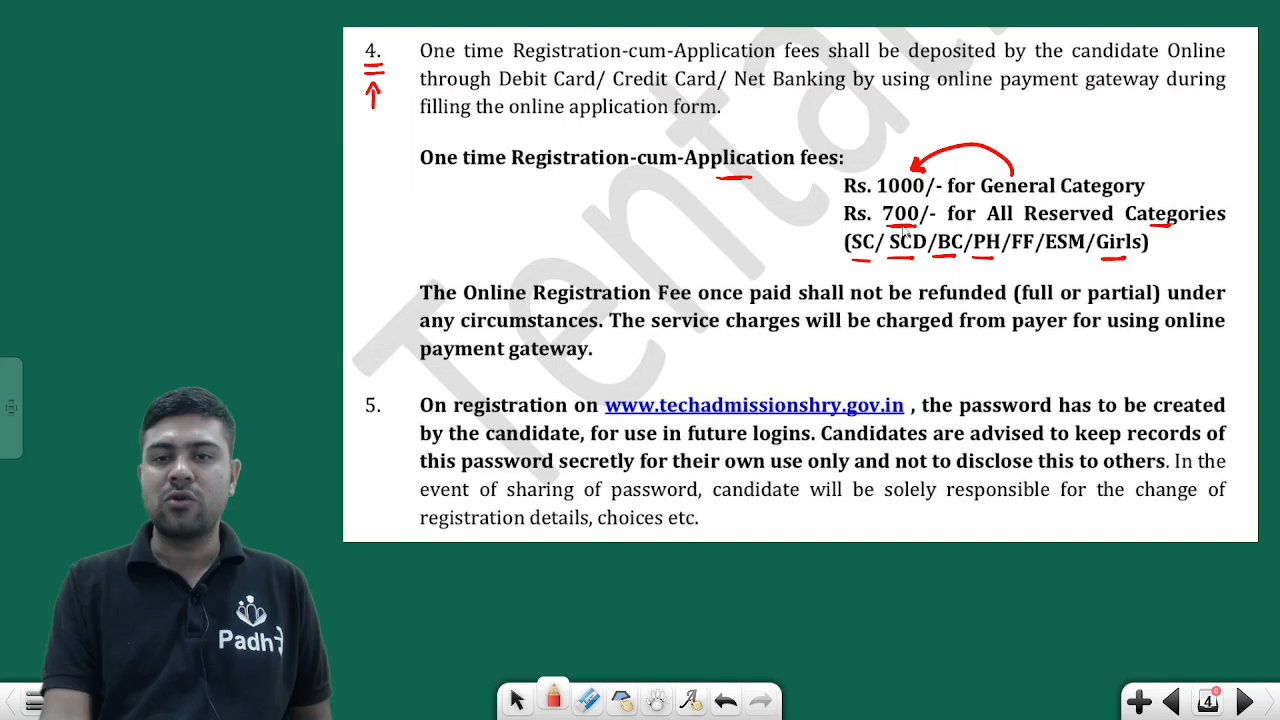 4. One time Registration-cum-Application fees shall be deposited by the candidate Online
through Debit Card/ Credit Card/ Net Banking by using online payment gateway during
filling the online application form.
One time Registration-cum-Application fees:
Rs. 1000/- for General Category
Rs. 700/- for All Reserved Categories
(SC/ SCD/BC/PH/FF/ESM/Girls)
The Online Registration Fee once paid shall not be refunded (full or partial) under
any circumstances. The service charges will be charged from payer for using online
payment gateway.
5. On registration on www.techadmissionshry.gov.in , the password has to be created
by the candidate, for use in future logins. Candidates are advised to keep records of
this password secretly for their own use only and not to disclose this to others. In the
event of sharing of password, candidate will be solely responsible for the change of
registration details, choices etc.
Tentati
Padh
4